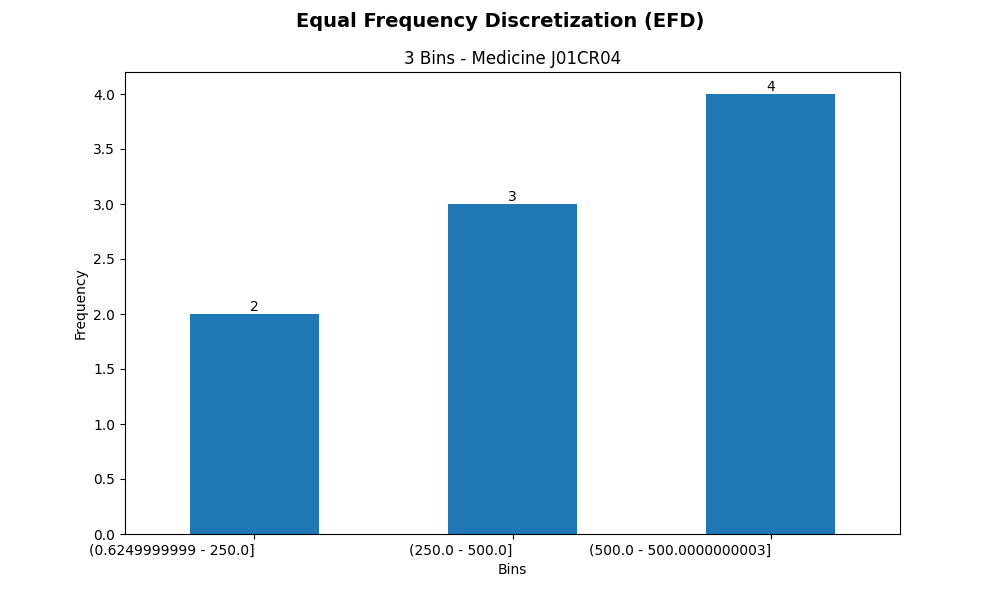 Equal Frequency Discretization (EFD)
3 Bins - Medicine J01CR04
4.0
3.5
3.0
2.5
2.0
1.5
1.0
0.5
0.0
Frequency
2
3
4
(0.6249999999 - 250.0]
(250.0 - 500.0]
(500.0 - 500.0000000003]
Bins